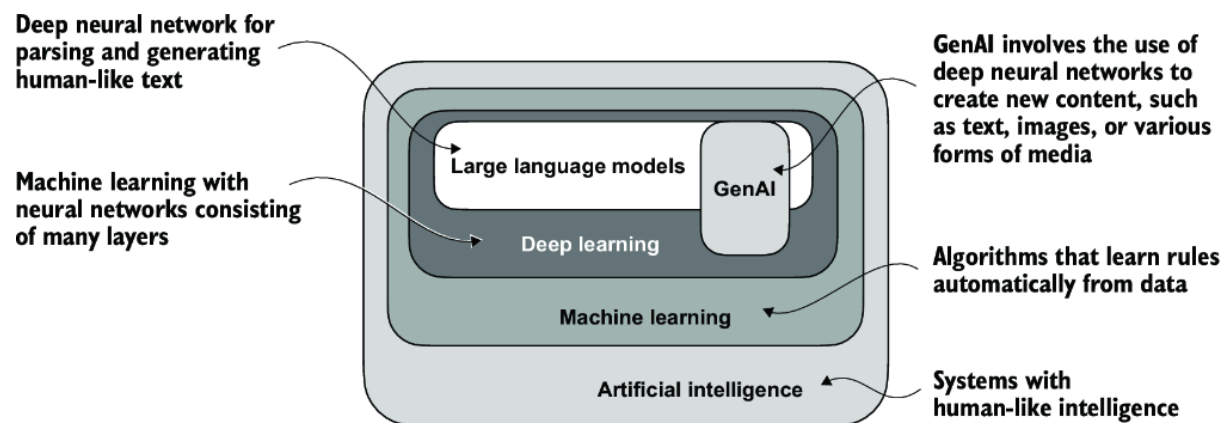 Deep neural network for
parsing and generating
human-like text
Machine learning with
neural networks consisting
of many layers
Large language models
GenAI
Deep learning
Machine learning
Artificial intelligence
GenAI involves the use of
deep neural networks to
create new content, such
as text, images, or various
forms of media
Algorithms that learn rules
automatically from data
Systems with
human-like intelligence